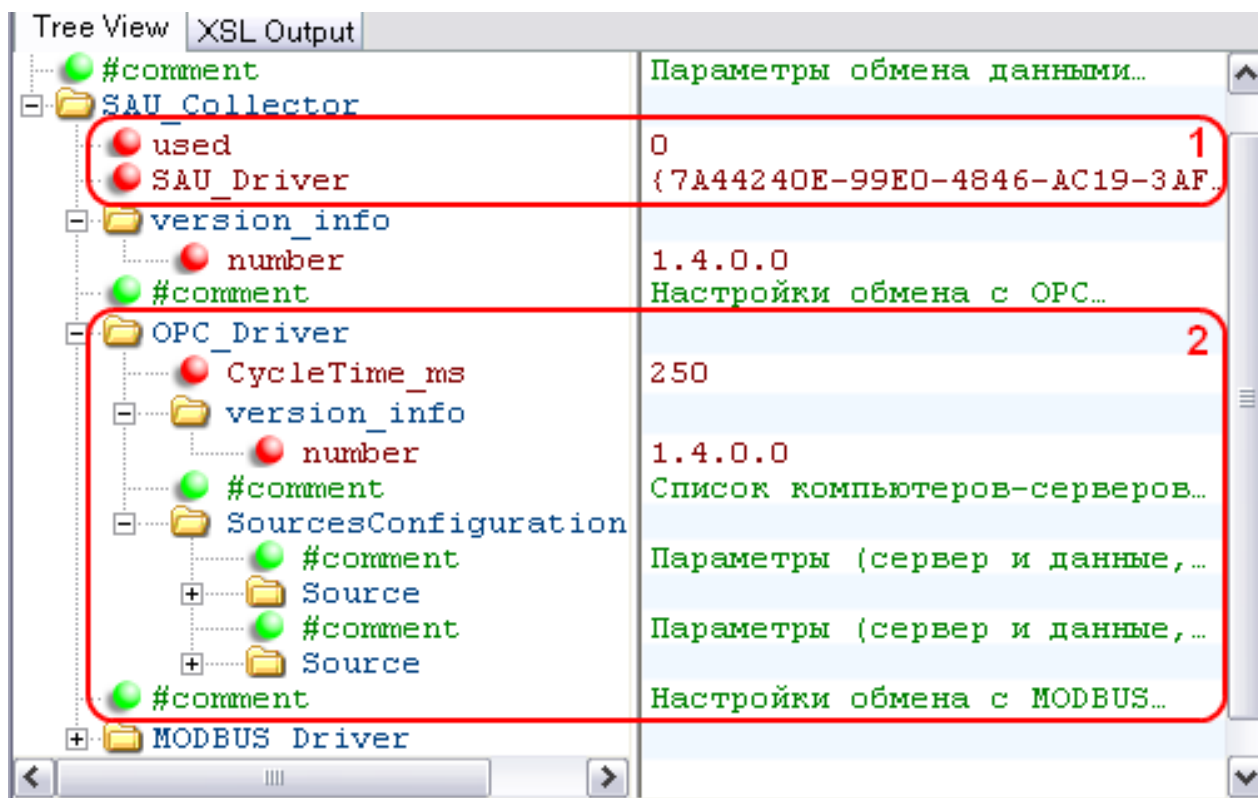 Tree View XSL Output
#comment Параметры обмена данными…
SAU_Collector
used 0 1
SAU_Driver {7A44240E-99E0-4846-AC19-3AF…
version_info
number 1.4.0.0
#comment Настройки обмена с OPC…
OPC_Driver 2
CycleTime_ms 250
version_info
number 1.4.0.0
#comment Список компьютеров-серверов…
SourcesConfiguration
#comment Параметры (сервер и данные,…
Source
#comment Параметры (сервер и данные,…
Source
#comment Настройки обмена с MODBUS…
MODBUS_Driver